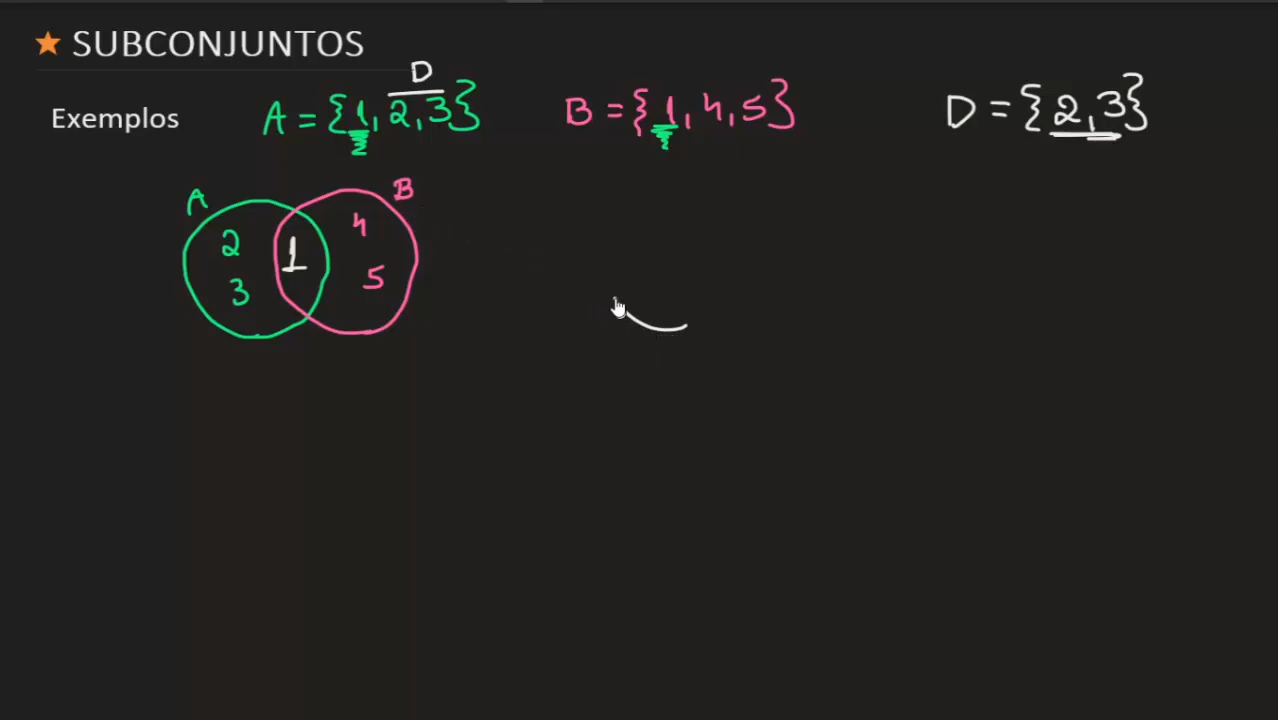 SUBCONJUNTOS
D
Exemplos A = {1, 2, 3} B = {1, 4, 5} D = {2, 3}
A B
2 1 4
3 5